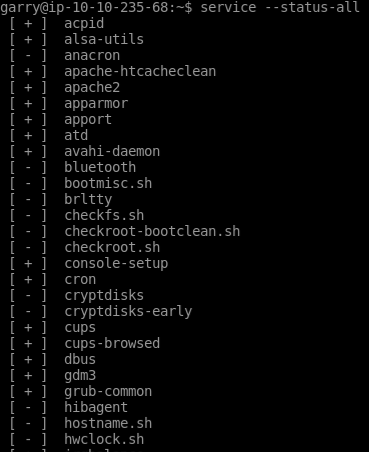 garry@ip-10-10-235-68:~$ service --status-all
[ + ]  acpid
[ + ]  alsa-utils
[ - ]  anacron
[ + ]  apache-htcacheclean
[ + ]  apache2
[ + ]  apparmor
[ + ]  apport
[ + ]  atd
[ + ]  avahi-daemon
[ - ]  bluetooth
[ - ]  bootmisc.sh
[ - ]  brltty
[ - ]  checkfs.sh
[ - ]  checkroot-bootclean.sh
[ - ]  checkroot.sh
[ + ]  console-setup
[ + ]  cron
[ - ]  cryptdisks
[ - ]  cryptdisks-early
[ + ]  cups
[ + ]  cups-browsed
[ + ]  dbus
[ + ]  gdm3
[ + ]  grub-common
[ - ]  hibagent
[ - ]  hostname.sh
[ - ]  hwclock.sh